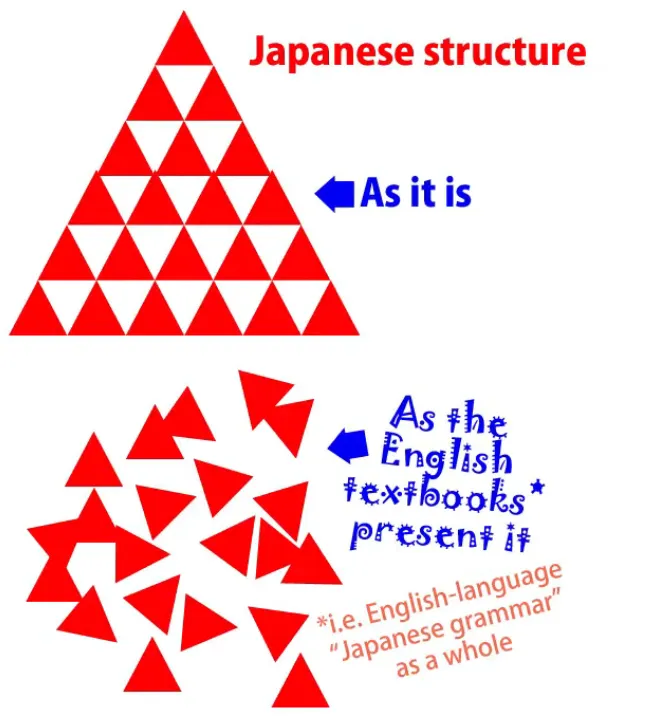 Japanese structure
As it is
As the
English
textbooks*
present it
*i.e. English-language
“Japanese grammar”
as a whole